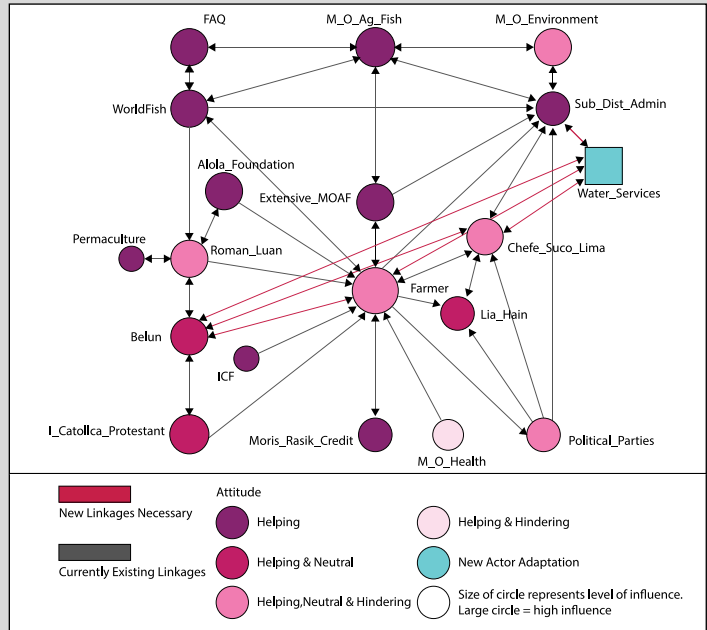 FAQ
M_O_Ag_Fish
M_O_Environment
WorldFish
Sub_Dist_Admin
Alola_Foundation
Extensive_MOAF
Water_Services
Permaculture
Roman_Luan
Chefe_Suco_Lima
Farmer
Lia_Hain
Belun
ICF
I_Catollca_Protestant
Moris_Rasik_Credit
M_O_Health
Political_Parties
New Linkages Necessary
Currently Existing Linkages
Attitude
Helping
Helping & Neutral
Helping,Neutral & Hindering
Helping & Hindering
New Actor Adaptation
Size of circle represents level of influence.
Large circle = high influence